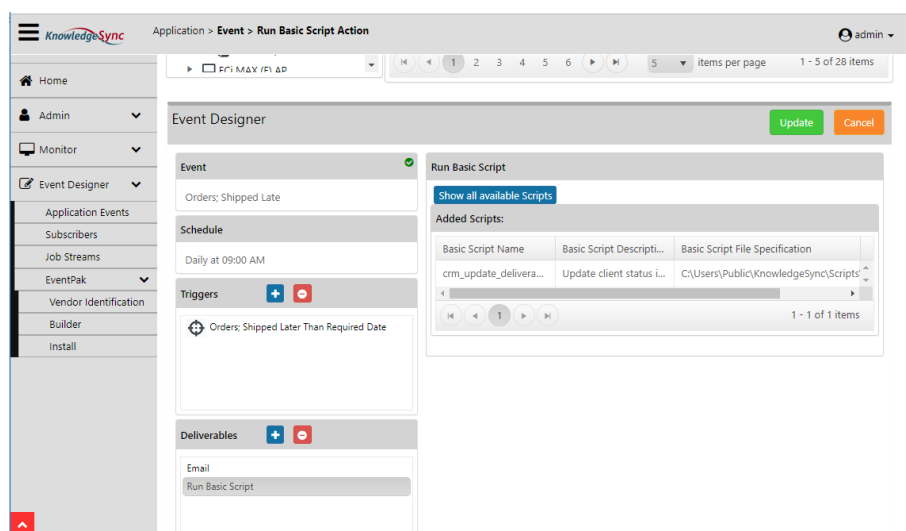 KnowledgeSync
Application > Event > Run Basic Script Action
admin
1 2 3 4 5 6 5 items per page 1 - 5 of 28 items
Home
Admin
Monitor
Event Designer
Application Events
Subscribers
Job Streams
EventPak
Vendor Identification
Builder
Install
Event Designer
Update Cancel
Event
Orders; Shipped Late
Schedule
Daily at 09:00 AM
Triggers
Orders; Shipped Later Than Required Date
Deliverables
Email
Run Basic Script
Run Basic Script
Show all available Scripts
Added Scripts:
Basic Script Name Basic Script Descripti... Basic Script File Specification
crm_update_delivera... Update client status i... C:\Users\Public\KnowledgeSync\Scripts
1 1 - 1 of 1 items